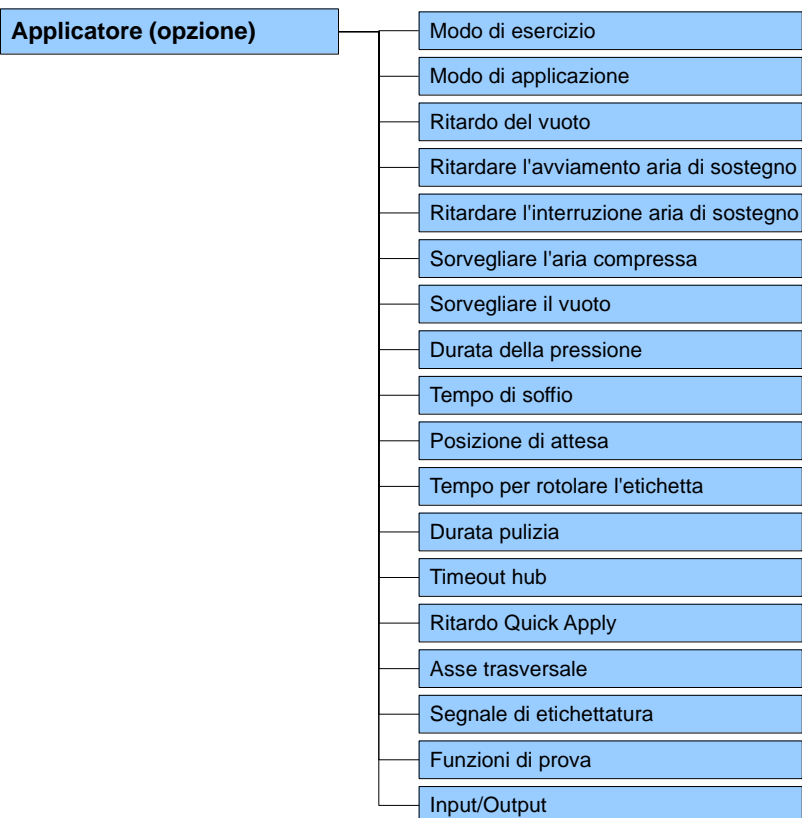 Applicatore (opzione)
Modo di esercizio
Modo di applicazione
Ritardo del vuoto
Ritardare l'avviamento aria di sostegno
Ritardare l'interruzione aria di sostegno
Sorvegliare l'aria compressa
Sorvegliare il vuoto
Durata della pressione
Tempo di soffio
Posizione di attesa
Tempo per rotolare l'etichetta
Durata pulizia
Timeout hub
Ritardo Quick Apply
Asse trasversale
Segnale di etichettatura
Funzioni di prova
Input/Output